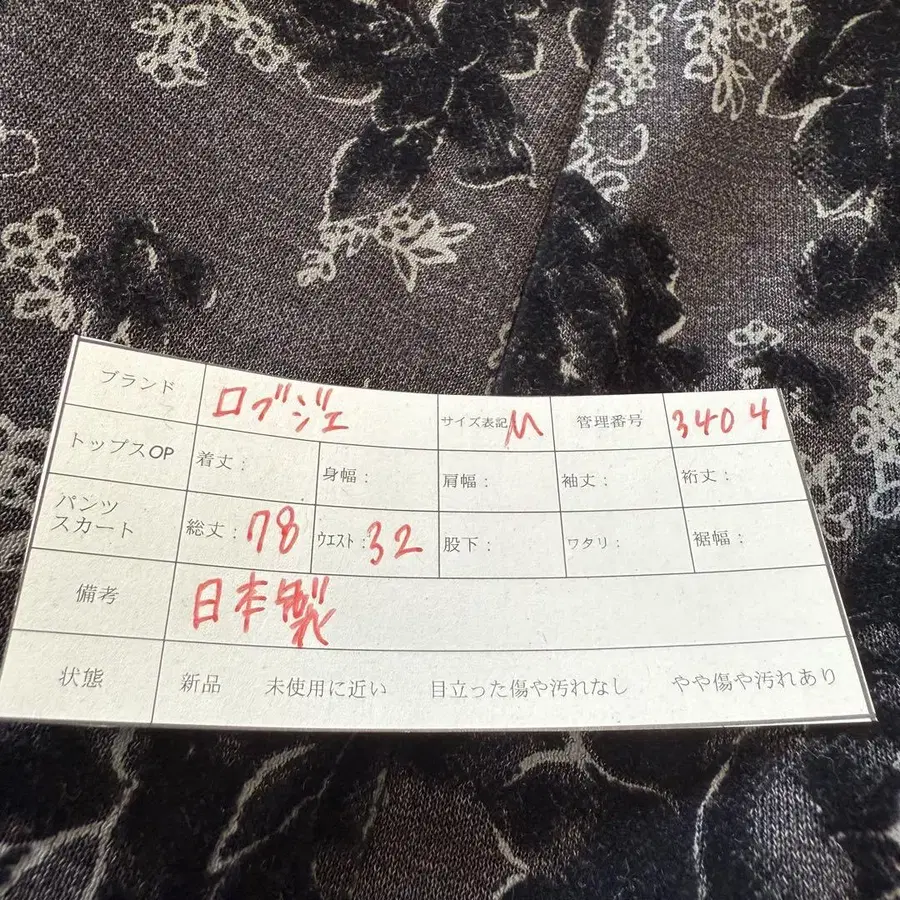 ブランド ロブジェ サイズ表記 M 管理番号 3404
トップスOP 着丈: 身幅: 肩幅: 袖丈: 裄丈:
パンツ
スカート 総丈:78 ウエスト:32 股下: ワタリ: 裾幅:
備考 日本製
状態 新品 未使用に近い 目立った傷や汚れなし やや傷や汚れあり